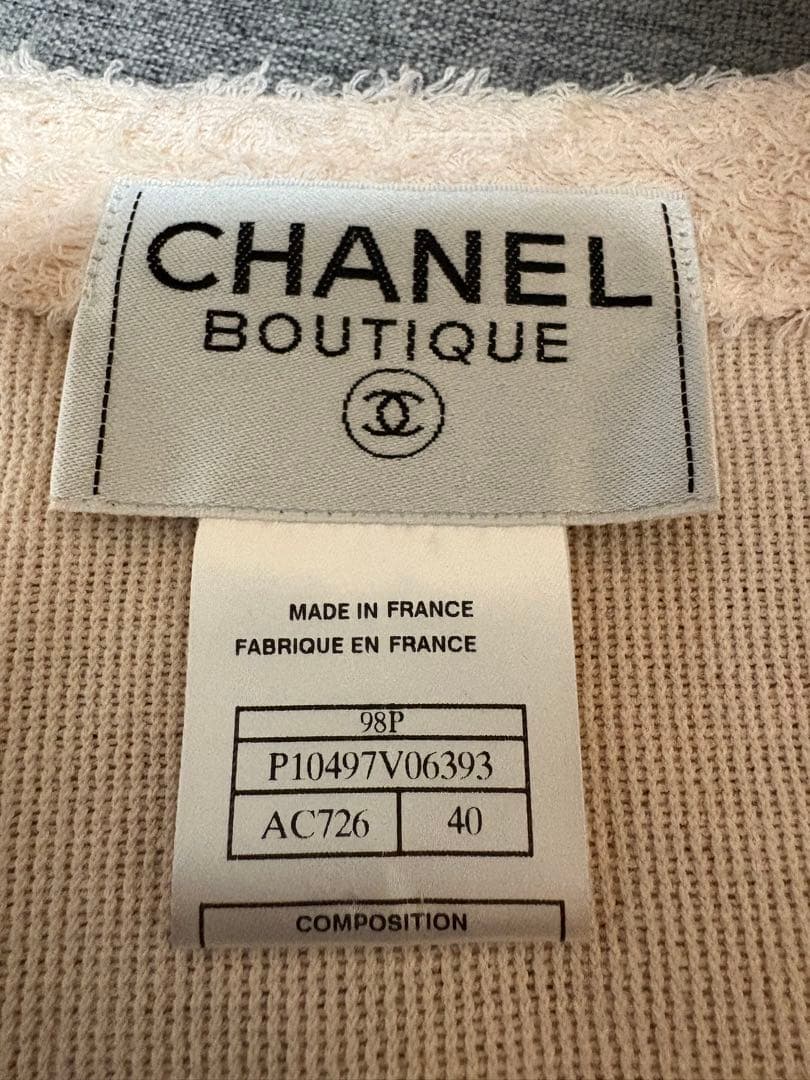 CHANEL
BOUTIQUE
MADE IN FRANCE
FABRIQUE EN FRANCE
98P
P10497V06393
AC726 40
COMPOSITION